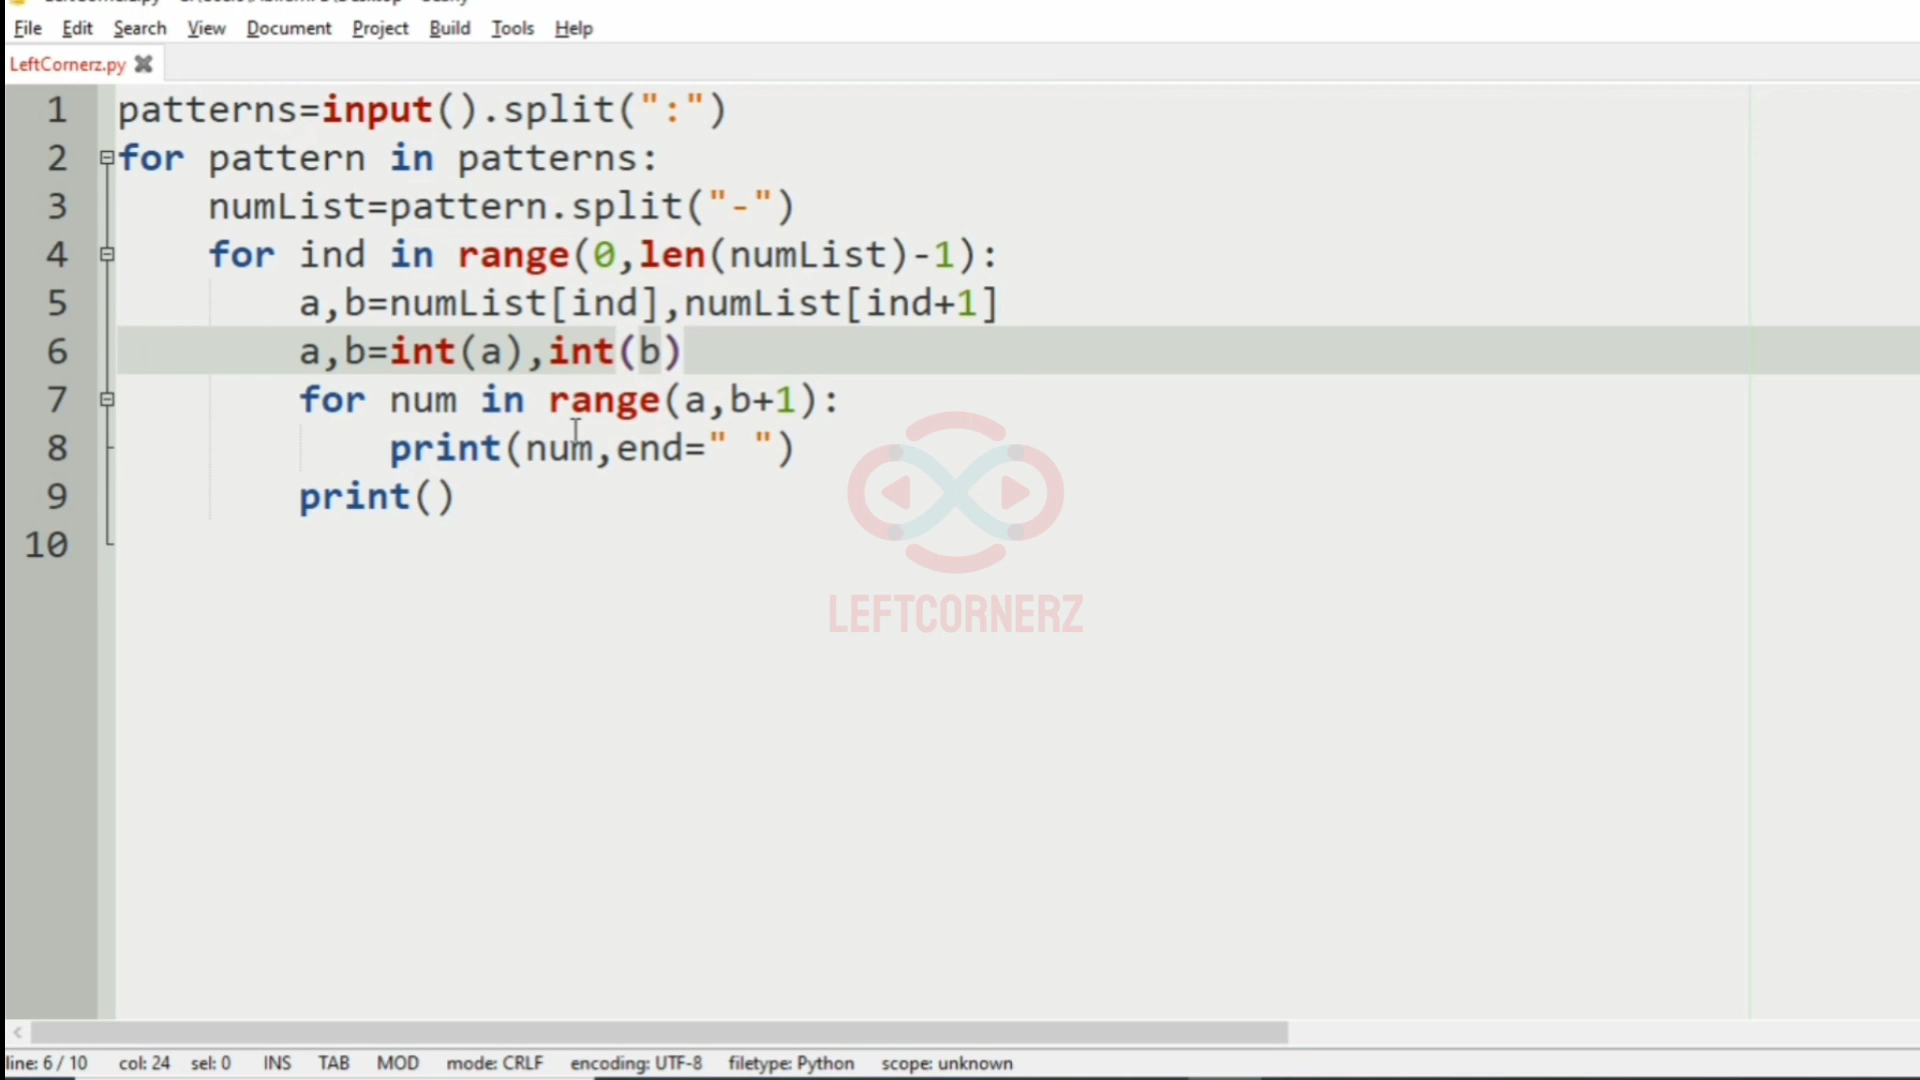 File Edit Search View Document Project Build Tools Help
LeftCornerz.py
1 patterns=input().split(":")
2 for pattern in patterns:
3 numList=pattern.split("-")
4 for ind in range(0,len(numList)-1):
5 a,b=numList[ind],numList[ind+1]
6 a,b=int(a),int(b)
7 for num in range(a,b+1):
8 print(num,end=" ")
9 print()
10
LEFTCORNERZ
line: 6 / 10 col: 24 sel: 0 INS TAB MOD mode: CRLF encoding: UTF-8 filetype: Python scope: unknown